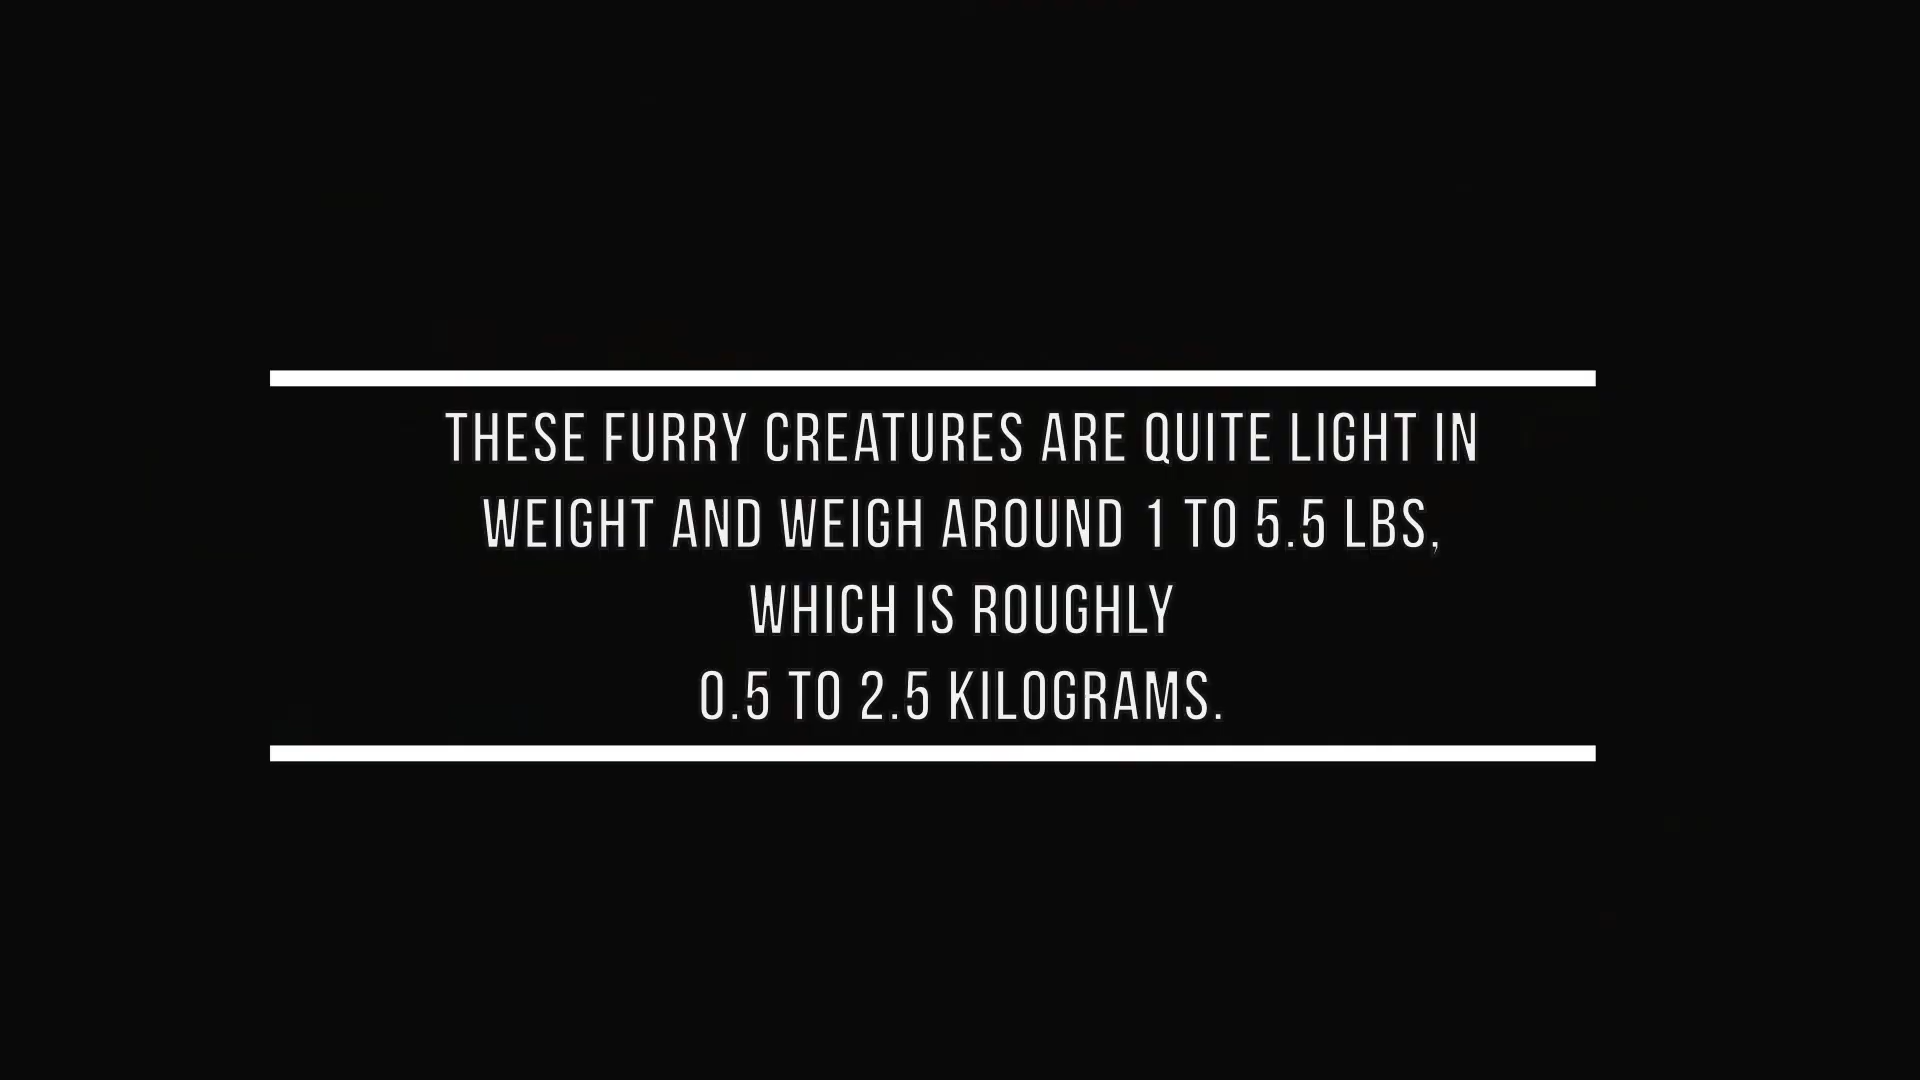 THESE FURRY CREATURES ARE QUITE LIGHT IN
WEIGHT AND WEIGH AROUND 1 TO 5.5 LBS,
WHICH IS ROUGHLY
0.5 TO 2.5 KILOGRAMS.